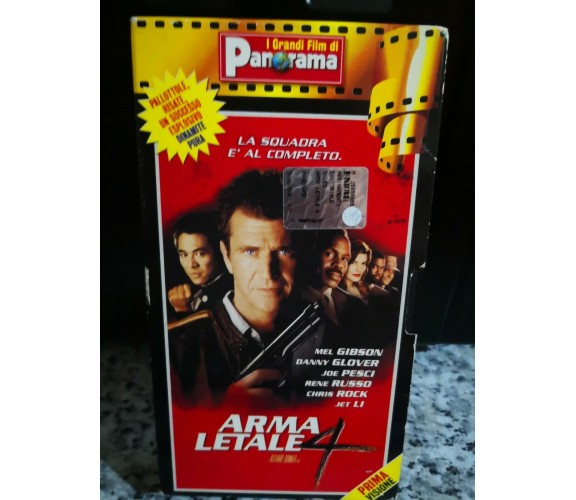 I Grandi Film di
Panorama
PALLOTTOLE,
RISATE,
UN SUCCESSO
ESPLOSIVO
DINAMITE
PURA
LA SQUADRA
E' AL COMPLETO.
MEL GIBSON
DANNY GLOVER
JOE PESCI
RENE RUSSO
CHRIS ROCK
JET LI
ARMA
LETALE 4
PRIMA
VISIONE